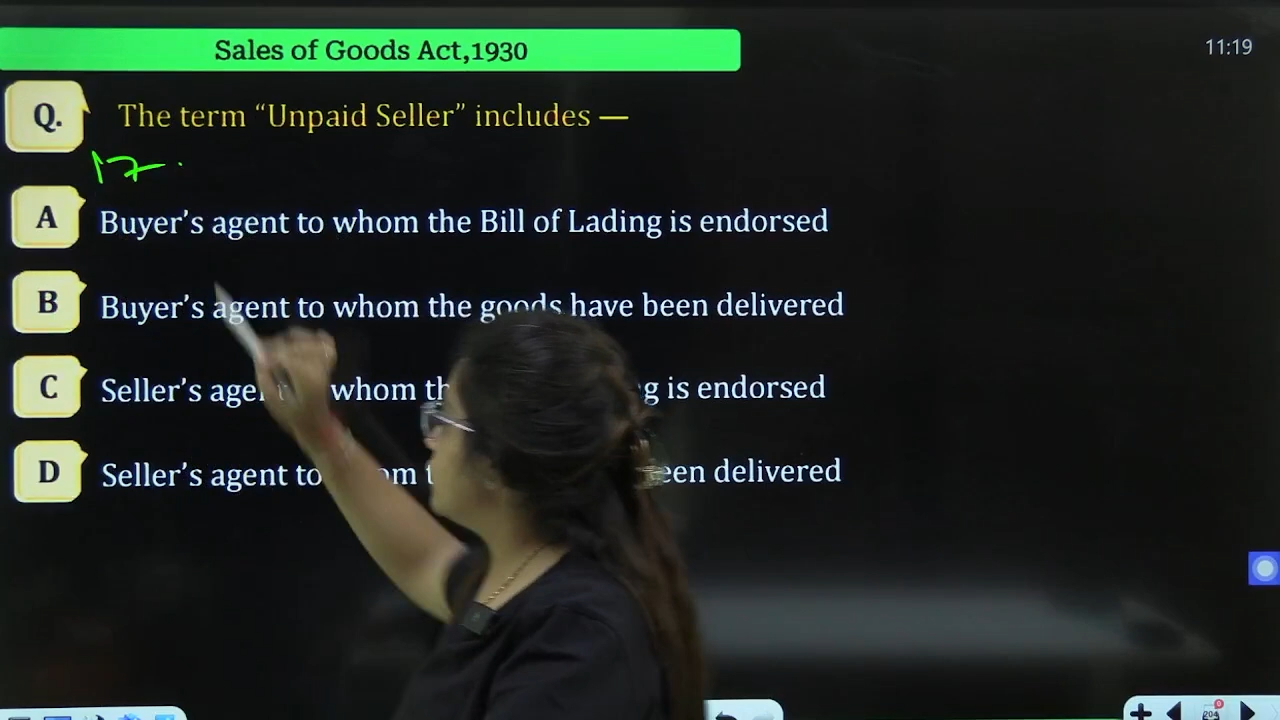 Sales of Goods Act,1930
11:19
Q. The term “Unpaid Seller” includes —
17.
A Buyer’s agent to whom the Bill of Lading is endorsed
B Buyer’s agent to whom the goods have been delivered
C Seller’s whom is endorsed
D Seller’s agent to delivered
204